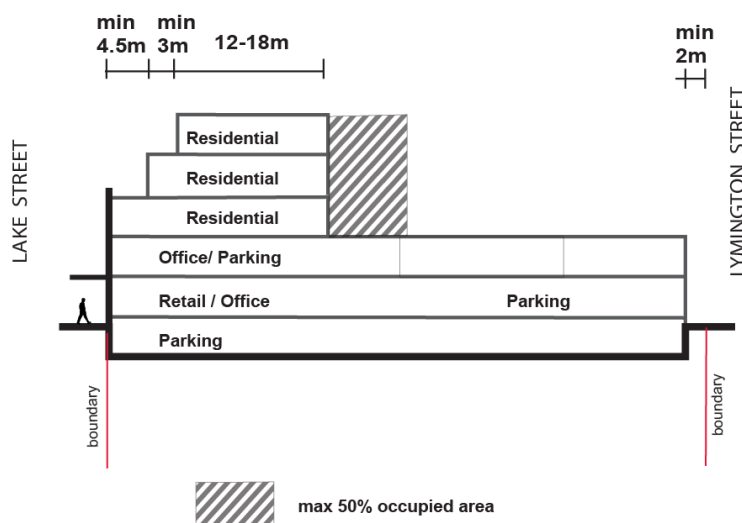 min
4.5m
min
3m
12-18m
min
2m
LAKE STREET
LYMINGTON STREET
Residential
Residential
Residential
Office/ Parking
Retail / Office
Parking
Parking
boundary
boundary
max 50% occupied area